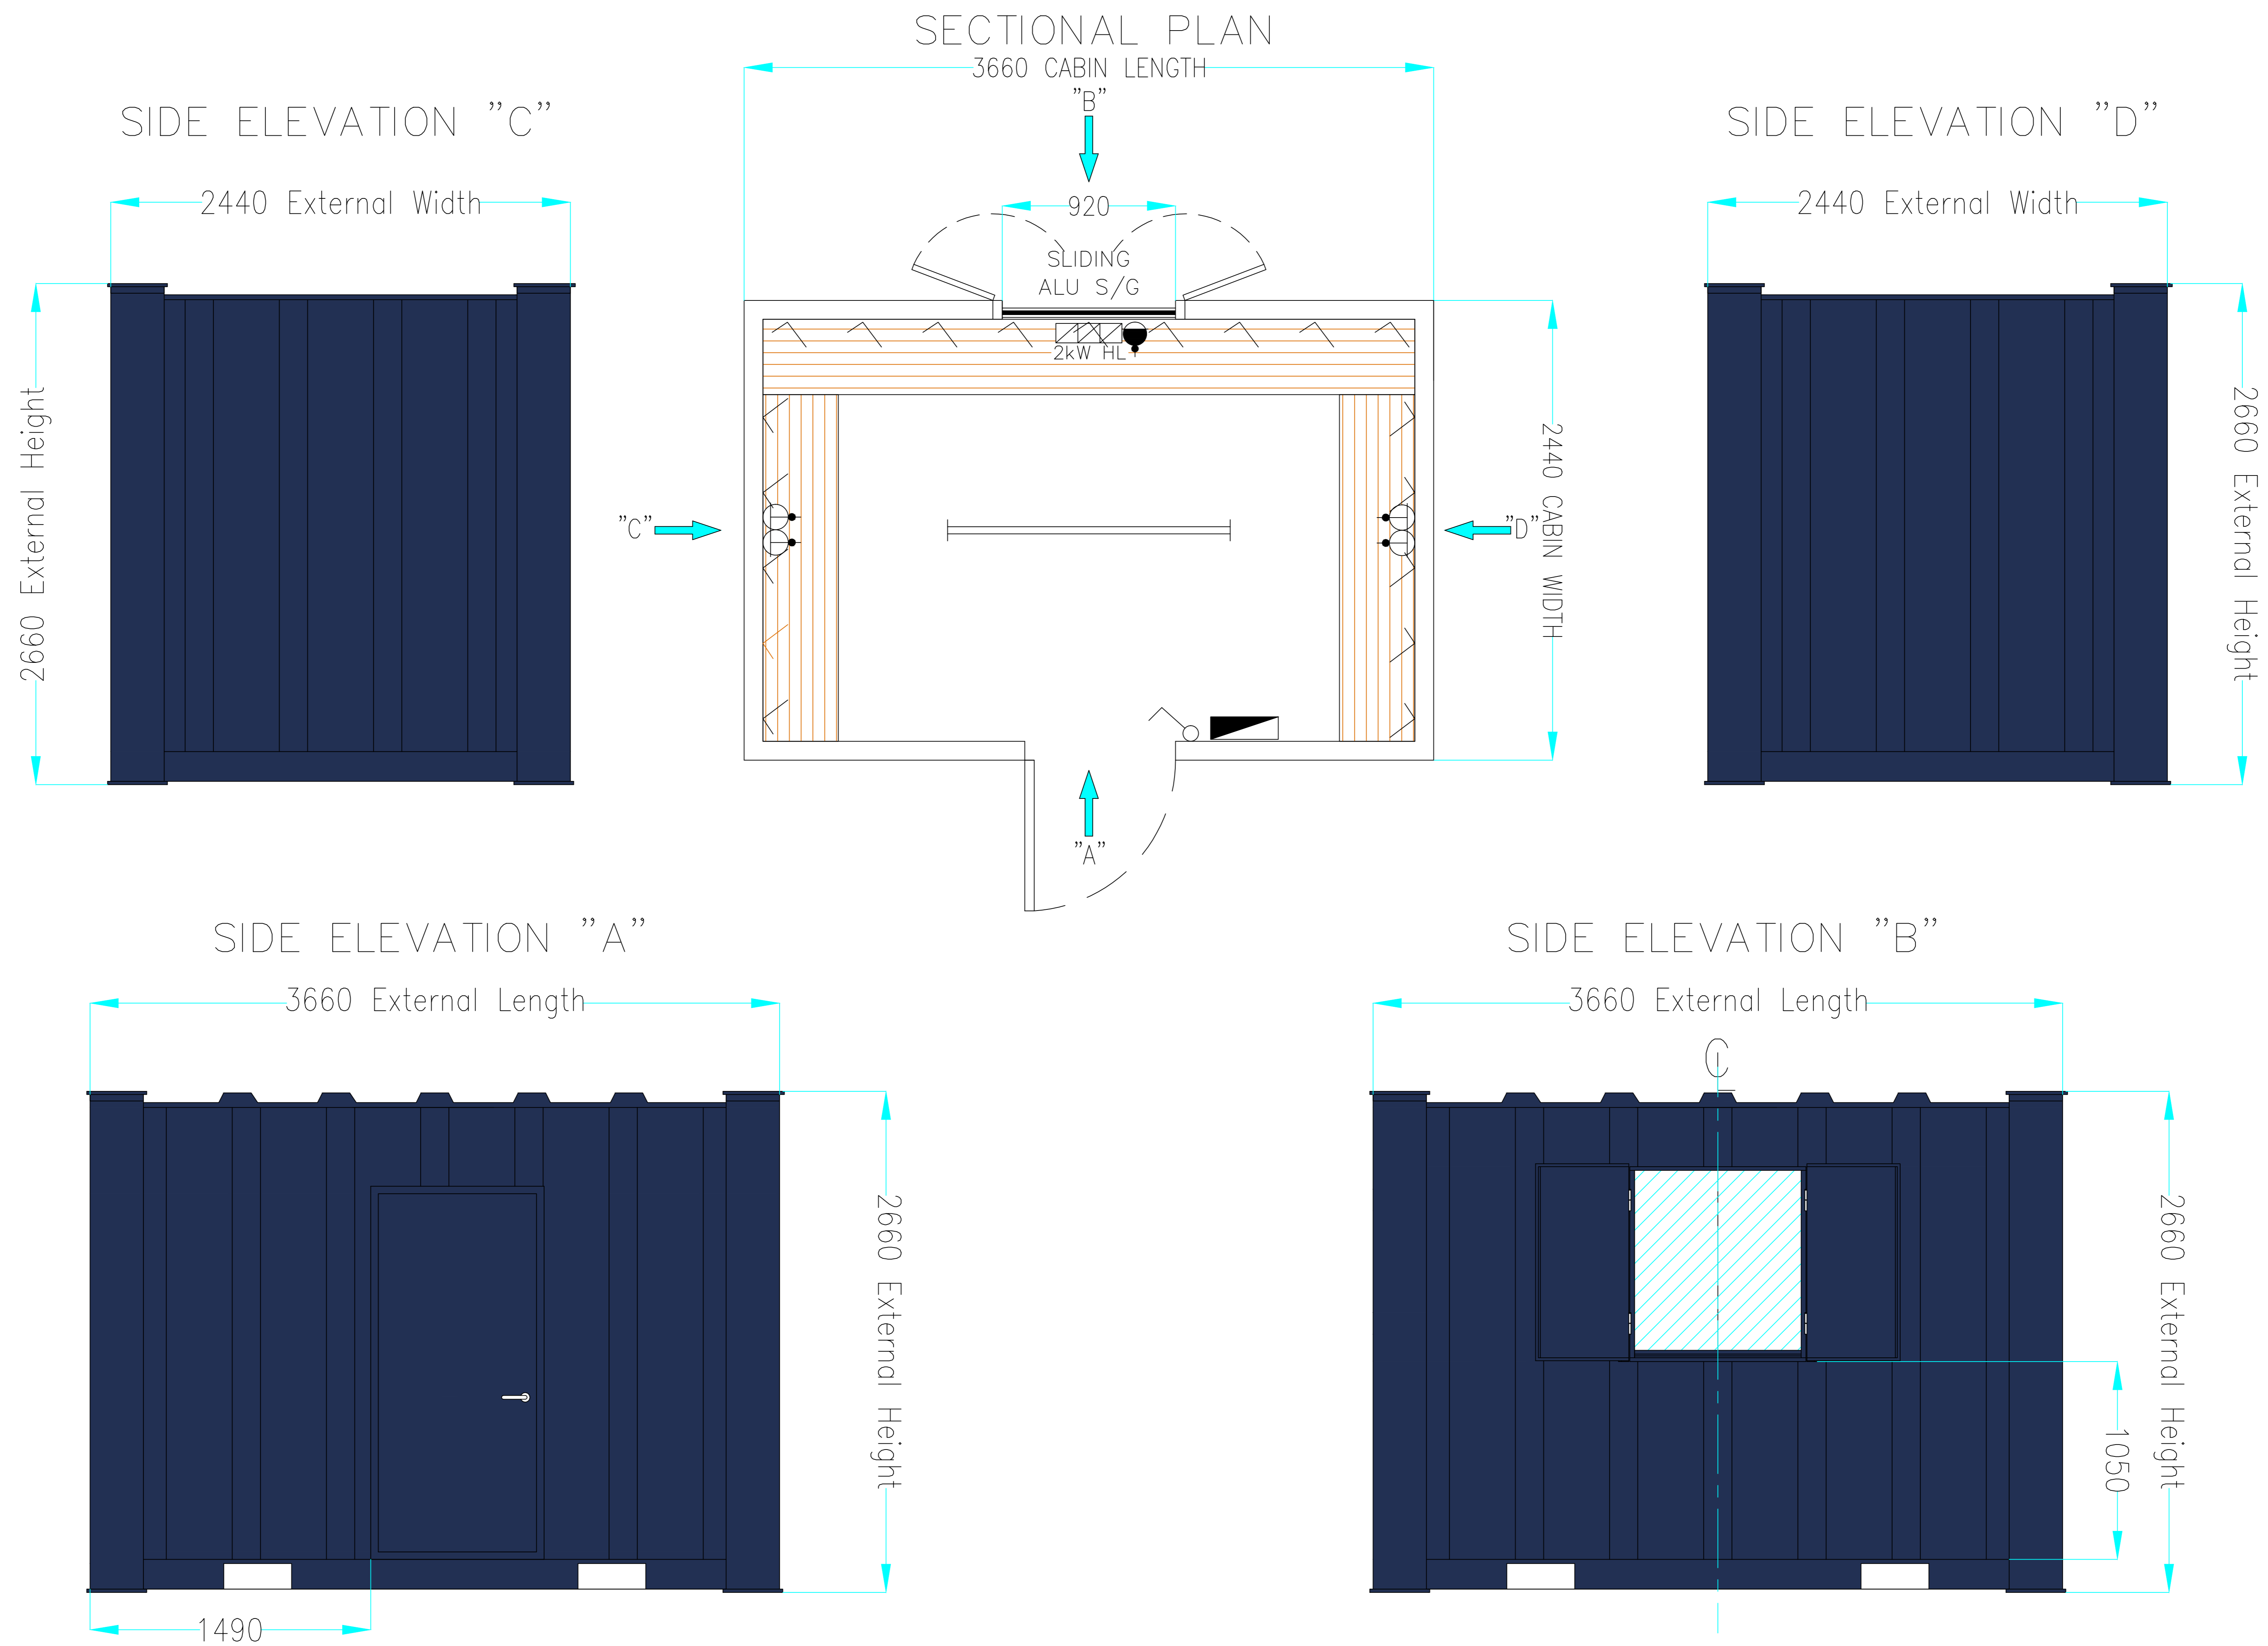 SECTIONAL PLAN
3660 CABIN LENGTH
"B"
920
SLIDING
ALU S/G
2kW HL
"C"
"D"
2440 CABIN WIDTH
"A"
SIDE ELEVATION "C"
2440 External Width
2660 External Height
SIDE ELEVATION "D"
2440 External Width
2660 External Height
SIDE ELEVATION "A"
3660 External Length
2660 External Height
1490
SIDE ELEVATION "B"
3660 External Length
℄
1050
2660 External Height